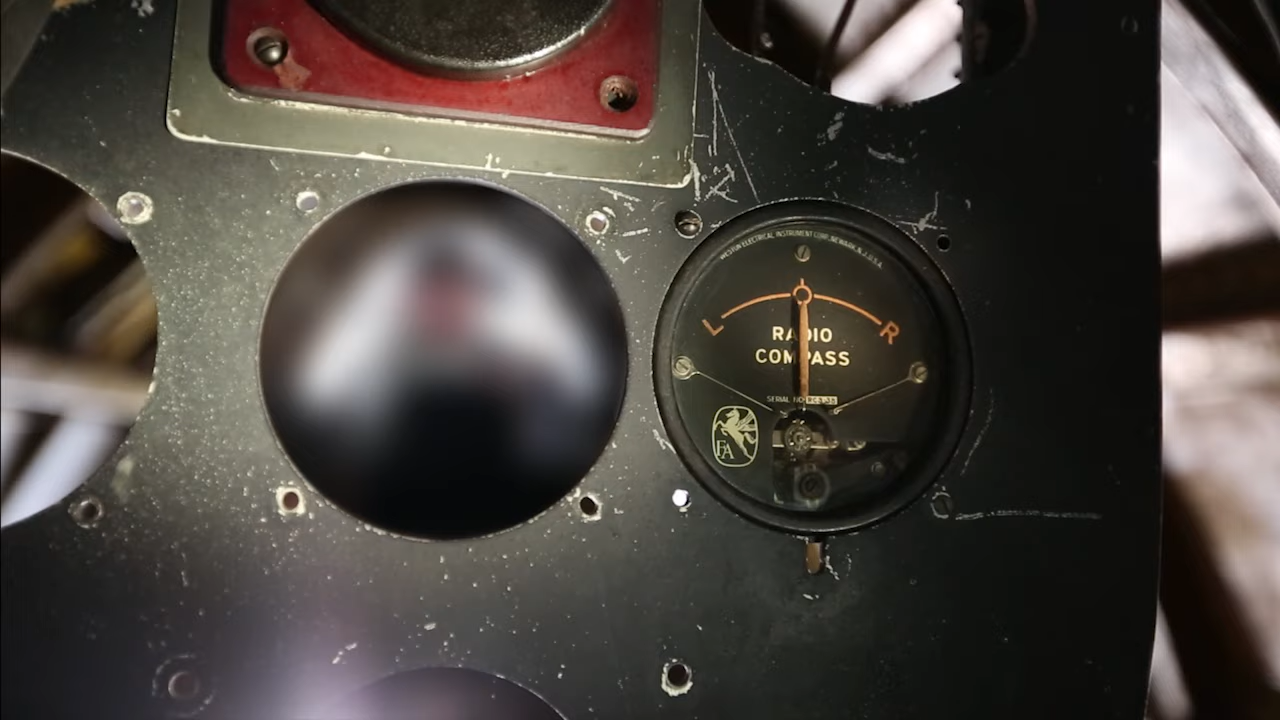 WESTON ELECTRICAL INSTRUMENT CORP., NEWARK, N.J., U.S.A.
L
R
RADIO
COMPASS
SERIAL NO.
FA